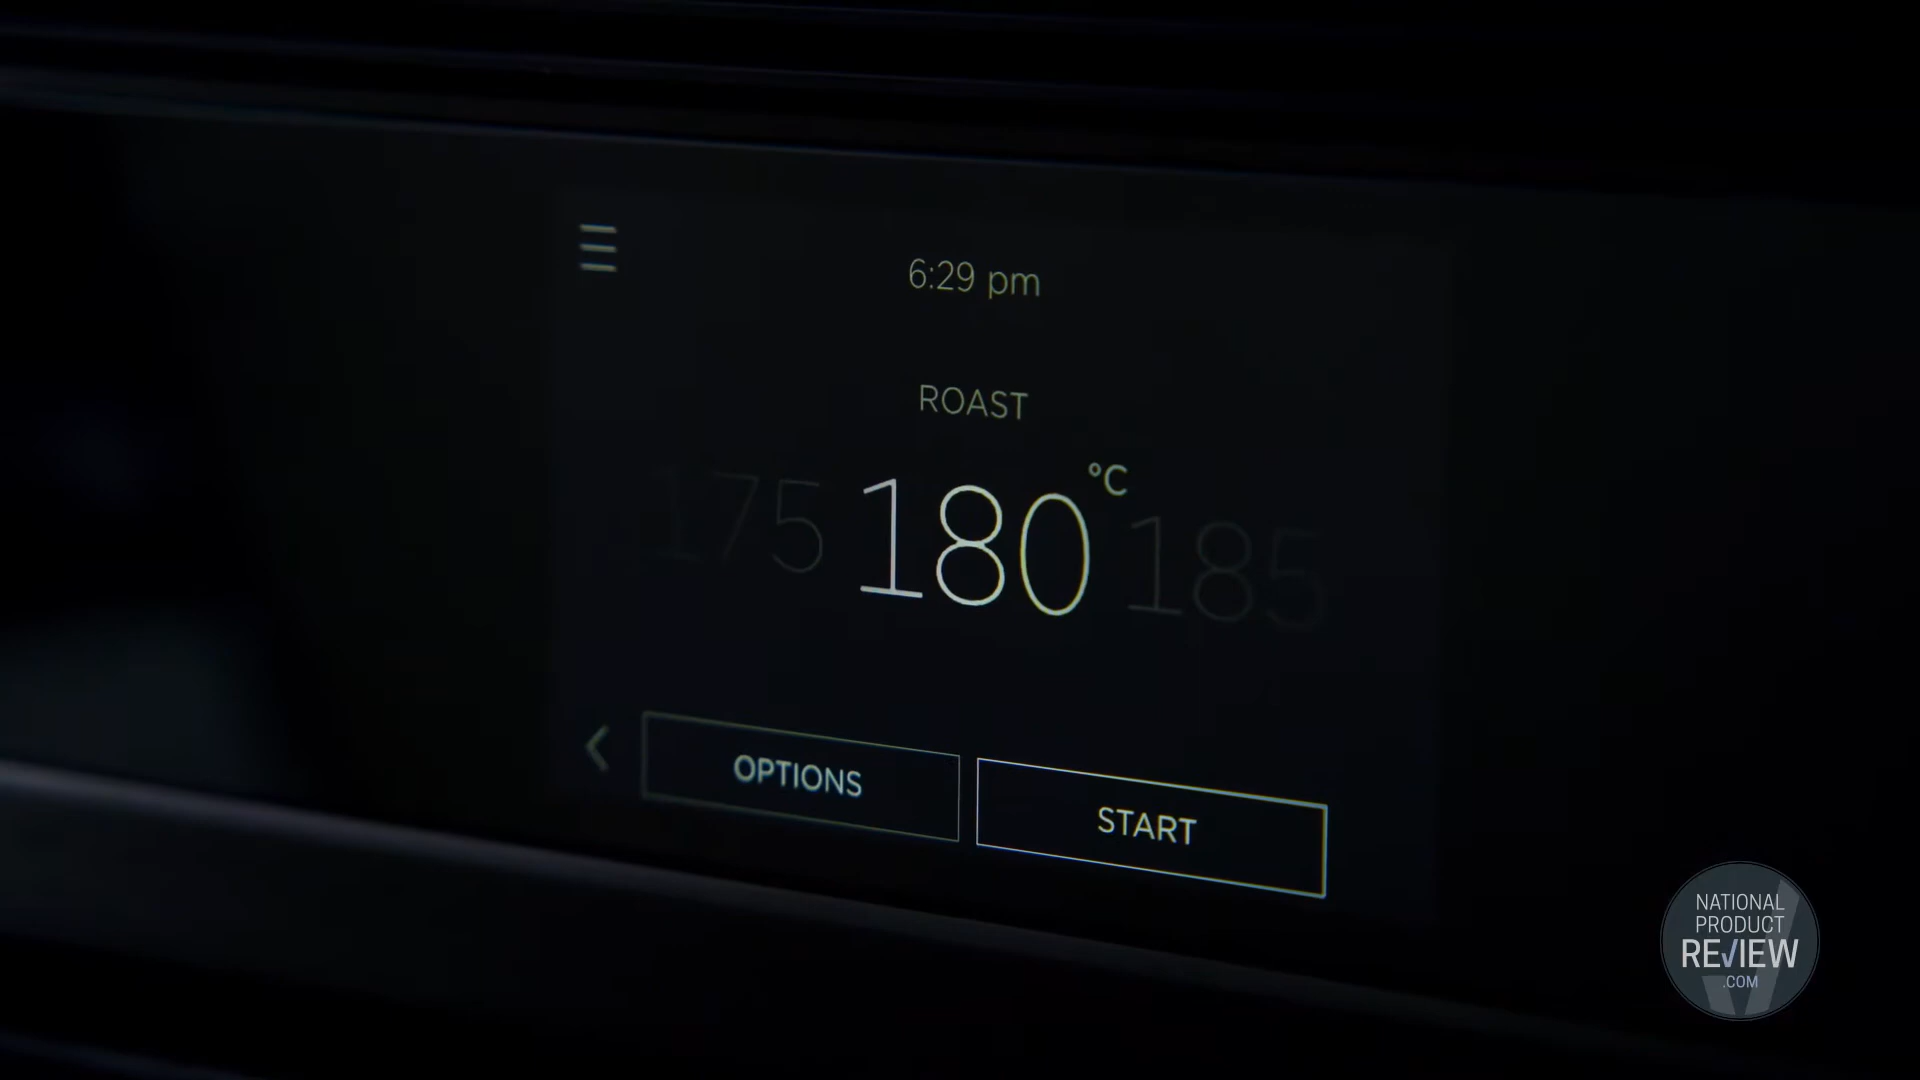 6:29 pm
ROAST
175 180 °C 185
OPTIONS
START
NATIONAL
PRODUCT
REVIEW
.COM